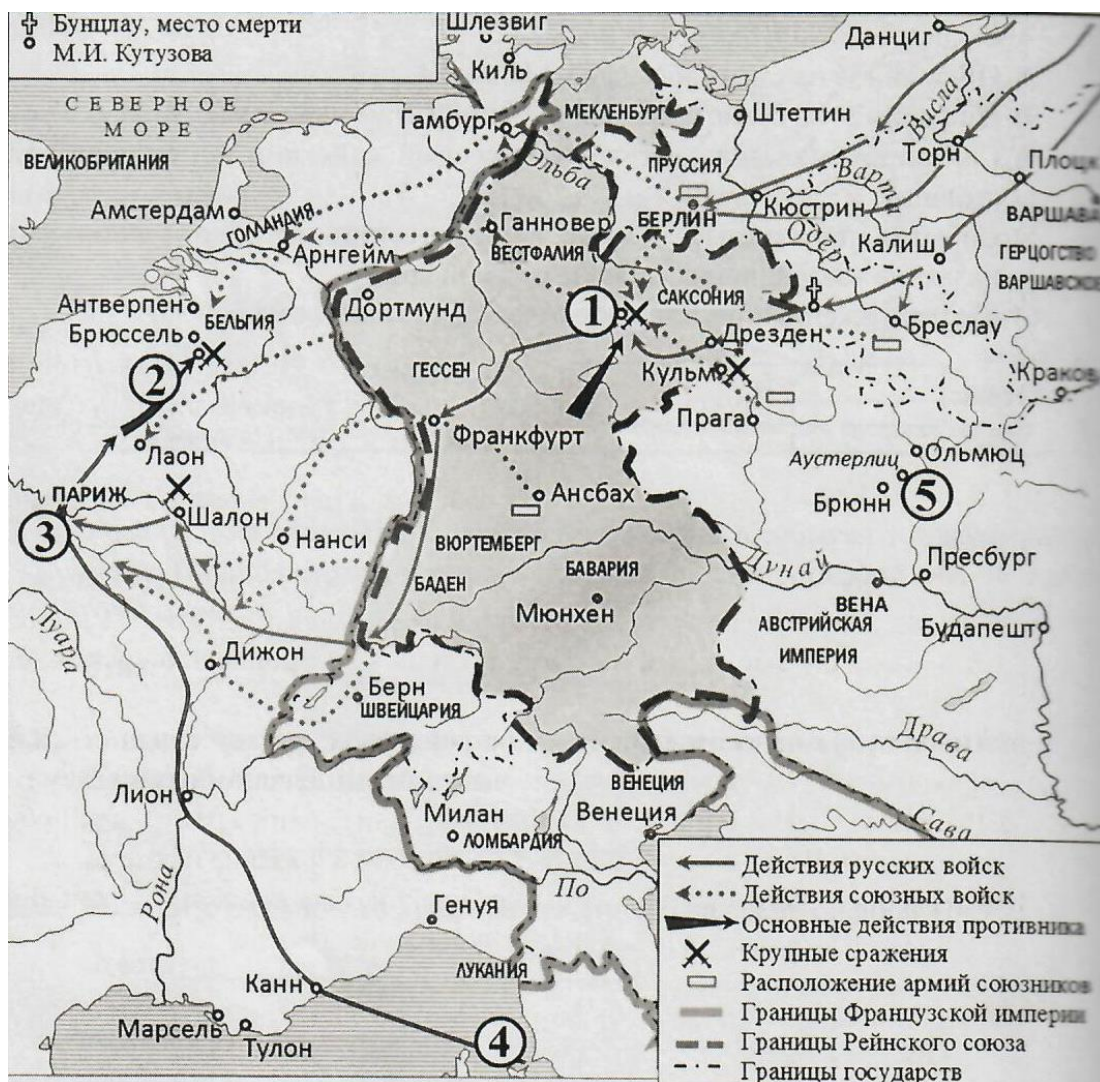 Бунцлау, место смерти
М.И. Кутузова
Шлезвиг
Киль
Данциг
СЕВЕРНОЕ
МОРЕ
МЕКЛЕНБУРГ
Штеттин
Висла
Гамбург
Эльба
ПРУССИЯ
Торн
ВЕЛИКОБРИТАНИЯ
Варта
Плоцк
Амстердам
ГОЛЛАНДИЯ
Ганновер
БЕРЛИН
Кюстрин
ВАРШАВА
Одер
Арнгейм
ВЕСТФАЛИЯ
Калиш
ГЕРЦОГСТВО
ВАРШАВСКОЕ
Антверпен
БЕЛЬГИЯ
Дортмунд
1
САКСОНИЯ
Брюссель
Дрезден
Бреслау
2
ГЕССЕН
Кульм
Краков
Прага
Франкфурт
Лаон
Ольмюц
Аустерлиц
ПАРИЖ
Ансбах
Брюнн
5
3
Шалон
Нанси
ВЮРТЕМБЕРГ
Дунай
Пресбург
БАДЕН
БАВАРИЯ
Мюнхен
ВЕНА
АВСТРИЙСКАЯ
ИМПЕРИЯ
Будапешт
Луара
Дижон
Берн
ШВЕЙЦАРИЯ
Драва
ВЕНЕЦИЯ
Лион
Милан
ЛОМБАРДИЯ
Венеция
Сава
По
Рона
Генуя
ЛУКАНИЯ
Канн
Марсель
Тулон
4
Действия русских войск
Действия союзных войск
Основные действия противника
Крупные сражения
Расположение армий союзников
Границы Французской империи
Границы Рейнского союза
Границы государств